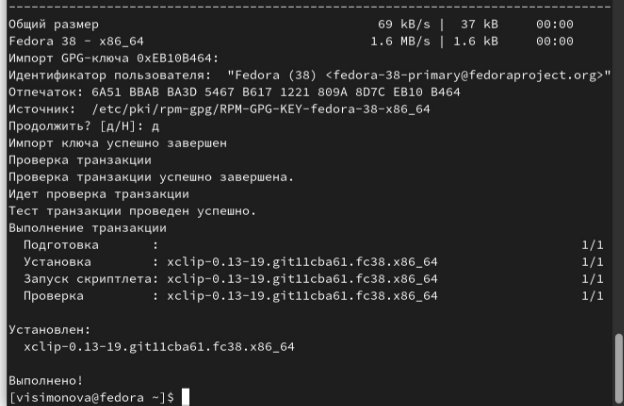 --------------------------------------------------------------------------------
Общий размер 69 kB/s | 37 kB 00:00
Fedora 38 - x86_64 1.6 MB/s | 1.6 kB 00:00
Импорт GPG-ключа 0xEB10B464:
Идентификатор пользователя: "Fedora (38) <fedora-38-primary@fedoraproject.org>"
Отпечаток: 6A51 BBAB BA3D 5467 B617 1221 809A 8D7C EB10 B464
Источник: /etc/pki/rpm-gpg/RPM-GPG-KEY-fedora-38-x86_64
Продолжить? [д/Н]: д
Импорт ключа успешно завершен
Проверка транзакции
Проверка транзакции успешно завершена.
Идет проверка транзакции
Тест транзакции проведен успешно.
Выполнение транзакции
Подготовка : 1/1
Установка : xclip-0.13-19.git11cba61.fc38.x86_64 1/1
Запуск скриптлета: xclip-0.13-19.git11cba61.fc38.x86_64 1/1
Проверка : xclip-0.13-19.git11cba61.fc38.x86_64 1/1
Установлен:
xclip-0.13-19.git11cba61.fc38.x86_64
Выполнено!
[visimonova@fedora ~]$